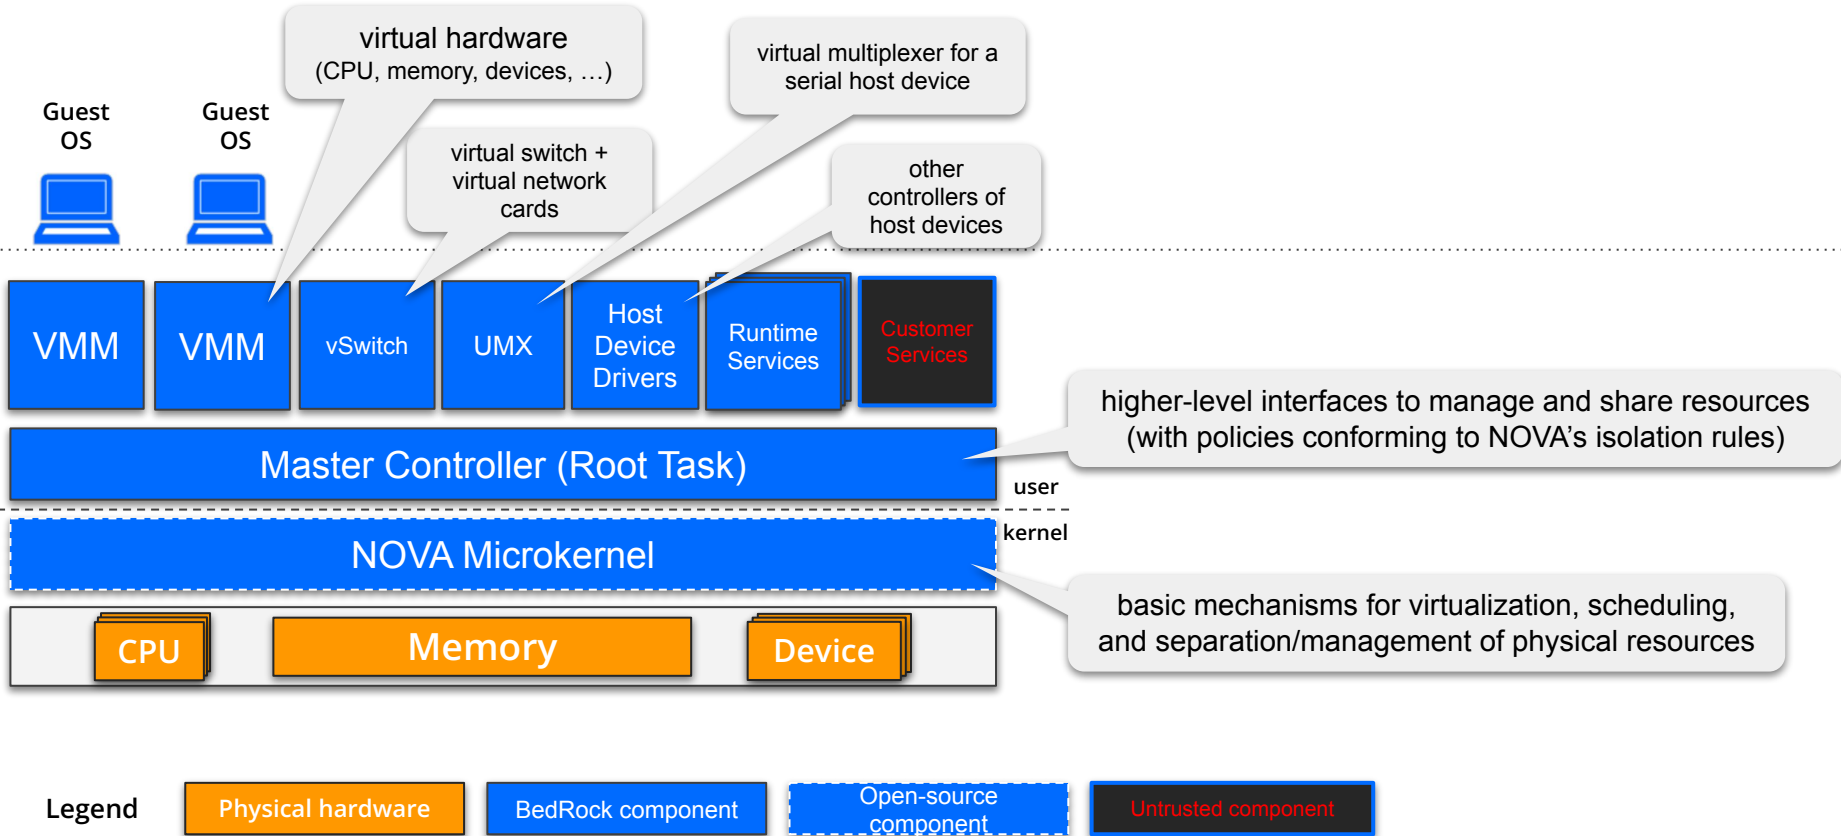 virtual hardware
(CPU, memory, devices, …)
virtual multiplexer for a
serial host device
Guest
OS
Guest
OS
virtual switch +
virtual network
cards
other
controllers of
host devices
VMM
VMM
vSwitch
UMX
Host
Device
Drivers
Runtime
Services
Customer
Services
higher-level interfaces to manage and share resources
(with policies conforming to NOVA’s isolation rules)
Master Controller (Root Task)
user
kernel
NOVA Microkernel
basic mechanisms for virtualization, scheduling,
and separation/management of physical resources
CPU
Memory
Device
Legend
Physical hardware
BedRock component
Open-source
component
Untrusted component